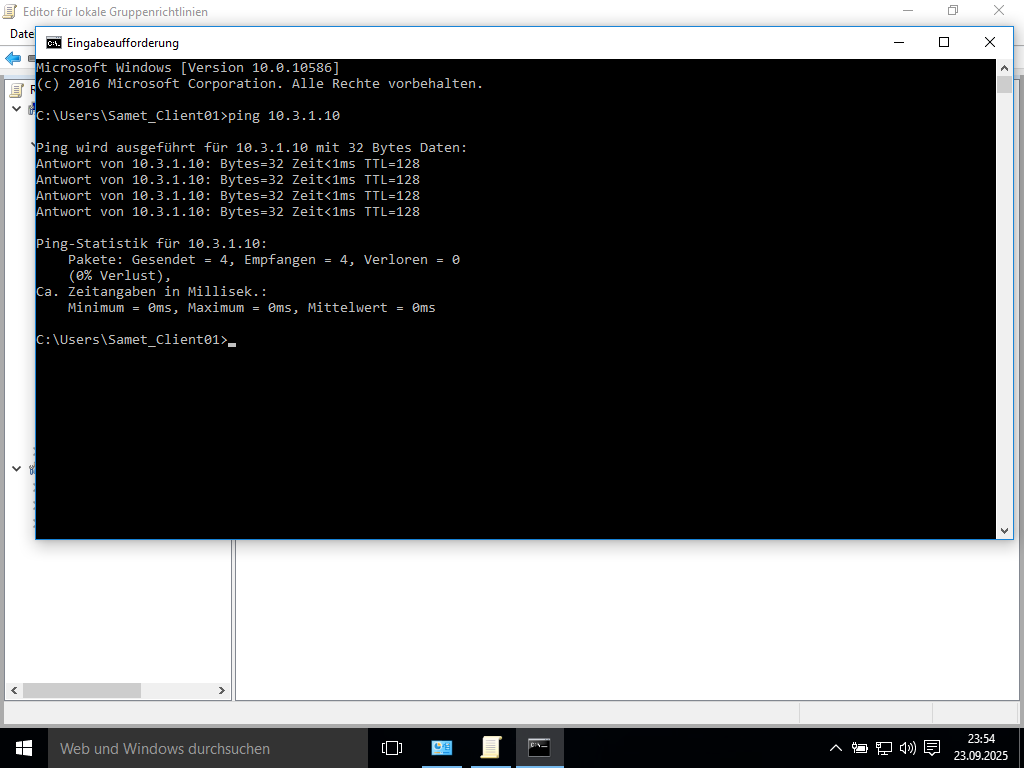 Editor für lokale Gruppenrichtlinien
Date
Eingabeaufforderung
Microsoft Windows [Version 10.0.10586]
(c) 2016 Microsoft Corporation. Alle Rechte vorbehalten.
C:\Users\Samet_Client01>ping 10.3.1.10
Ping wird ausgeführt für 10.3.1.10 mit 32 Bytes Daten:
Antwort von 10.3.1.10: Bytes=32 Zeit<1ms TTL=128
Antwort von 10.3.1.10: Bytes=32 Zeit<1ms TTL=128
Antwort von 10.3.1.10: Bytes=32 Zeit<1ms TTL=128
Antwort von 10.3.1.10: Bytes=32 Zeit<1ms TTL=128
Ping-Statistik für 10.3.1.10:
Pakete: Gesendet = 4, Empfangen = 4, Verloren = 0
(0% Verlust),
Ca. Zeitangaben in Millisek.:
Minimum = 0ms, Maximum = 0ms, Mittelwert = 0ms
C:\Users\Samet_Client01>
Web und Windows durchsuchen
23:54
23.09.2025